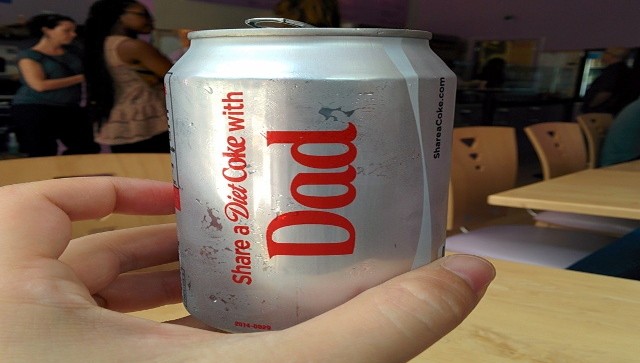 Share a Diet Coke with
Dad
ShareaCoke.com